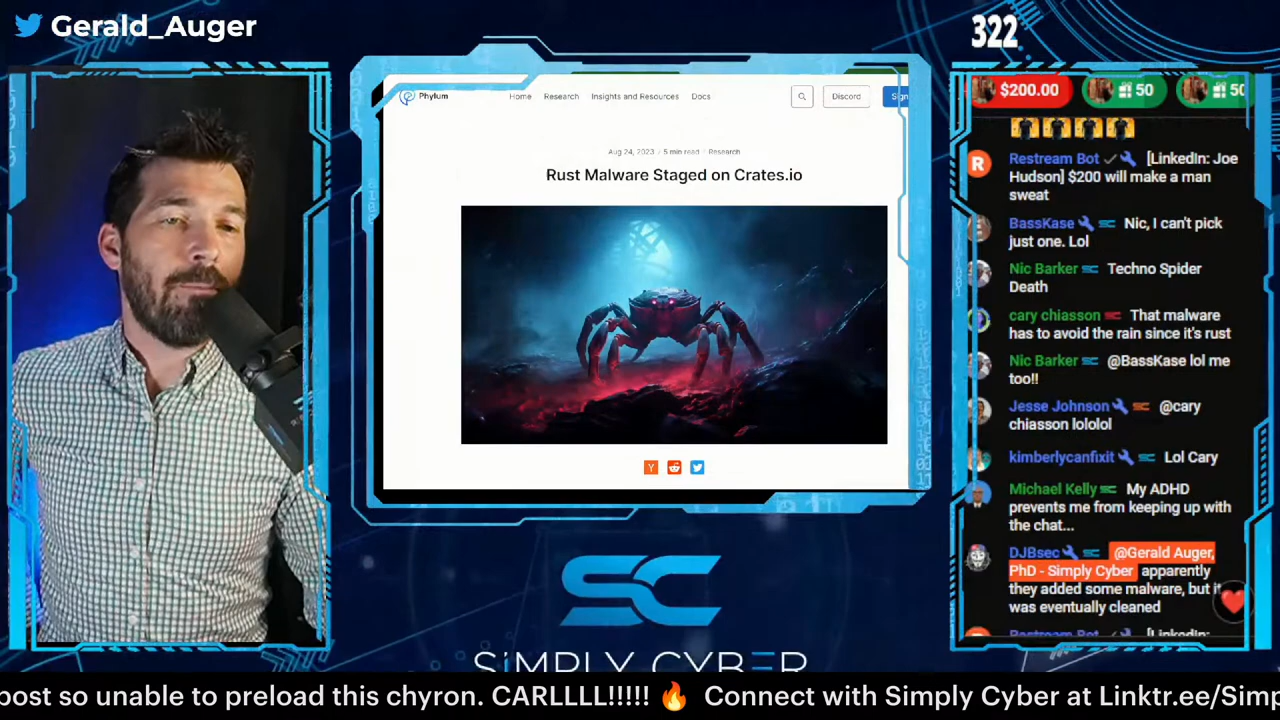 Gerald_Auger
322
Phylum
Home
Research
Insights and Resources
Docs
Discord
Aug 24, 2023 / 5 min read / Research
Rust Malware Staged on Crates.io
Y
$200.00
50
Restream Bot [LinkedIn: Joe
Hudson] $200 will make a man
sweat
BassKase Nic, I can't pick
just one. Lol
Nic Barker Techno Spider
Death
cary chiasson That malware
has to avoid the rain since it's rust
Nic Barker @BassKase lol me
too!!
Jesse Johnson @cary
chiasson lololol
kimberlycanfixit Lol Cary
Michael Kelly My ADHD
prevents me from keeping up with
the chat...
DJBsec @Gerald Auger,
PhD - Simply Cyber apparently
they added some malware, but it
was eventually cleaned
Restream Bot [LinkedIn:
SC
SIMPLY CYBER
post so unable to preload this chyron. CARLLLL!!!!! 🔥 Connect with Simply Cyber at Linktr.ee/Simp